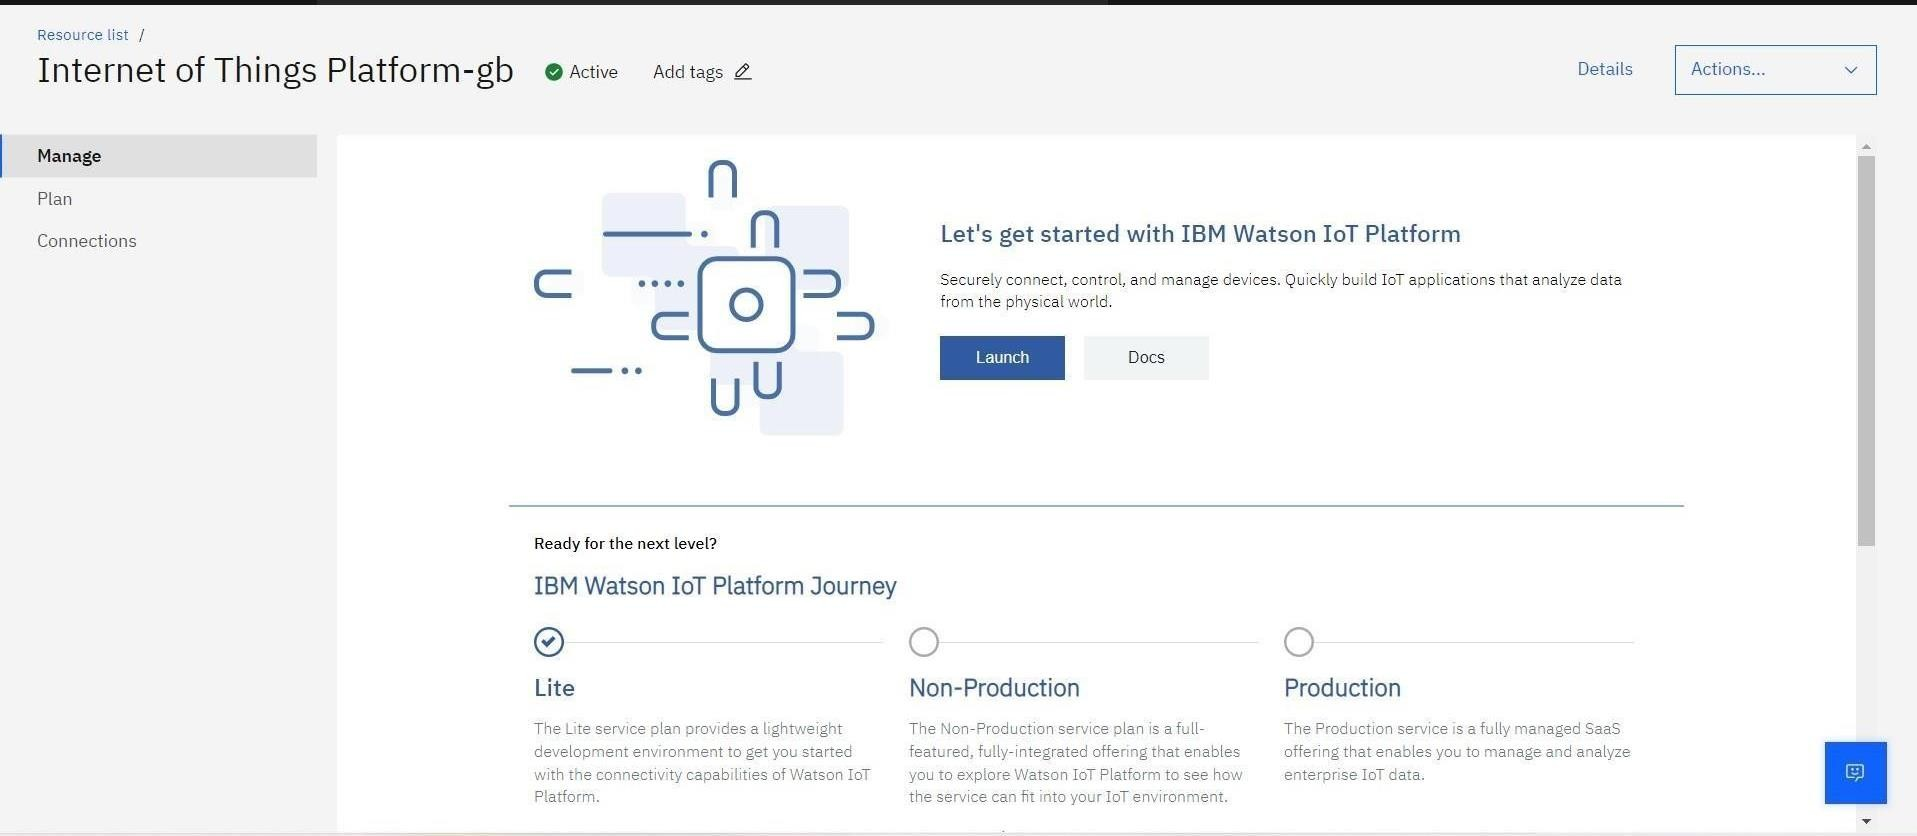 Resource list /
Internet of Things Platform-gb
Active
Add tags
Details
Actions...
Manage
Plan
Connections
Let's get started with IBM Watson IoT Platform
Securely connect, control, and manage devices. Quickly build IoT applications that analyze data
from the physical world.
Launch
Docs
Ready for the next level?
IBM Watson IoT Platform Journey
Lite
The Lite service plan provides a lightweight
development environment to get you started
with the connectivity capabilities of Watson IoT
Platform.
Non-Production
The Non-Production service plan is a full-
featured, fully-integrated offering that enables
you to explore Watson IoT Platform to see how
the service can fit into your IoT environment.
Production
The Production service is a fully managed SaaS
offering that enables you to manage and analyze
enterprise IoT data.